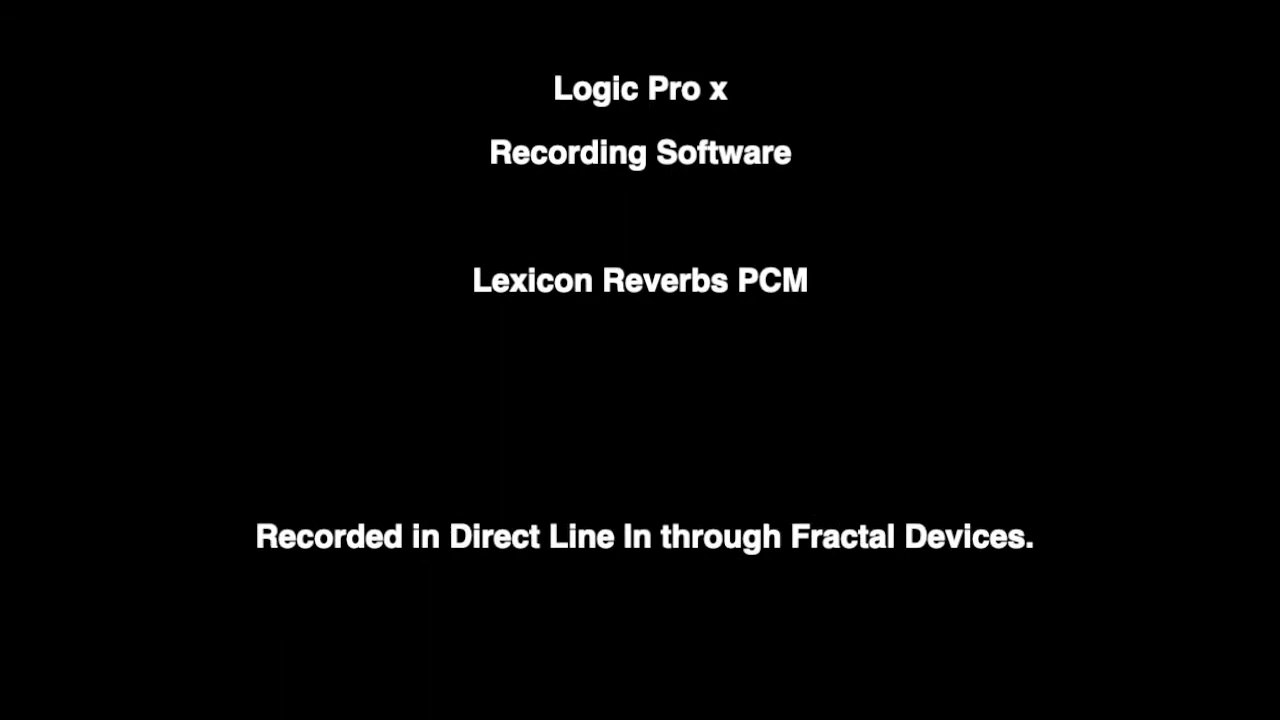 Logic Pro x
Recording Software
Lexicon Reverbs PCM
Recorded in Direct Line In through Fractal Devices.